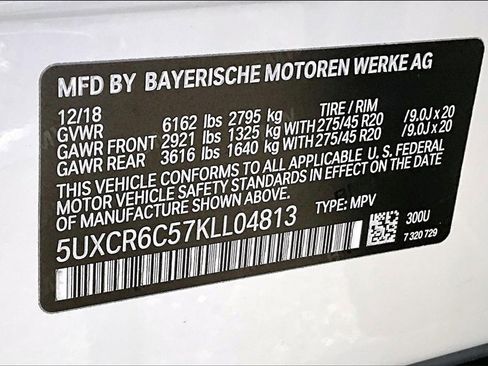 MFD BY BAYERISCHE MOTOREN WERKE AG
12/18 TIRE / RIM
GVWR 6162 lbs 2795 kg
GAWR FRONT 2921 lbs 1325 kg WITH 275/45 R20 /9.0J x 20
GAWR REAR 3616 lbs 1640 kg WITH 275/45 R20 /9.0J x 20
THIS VEHICLE CONFORMS TO ALL APPLICABLE U. S. FEDERAL
MOTOR VEHICLE SAFETY STANDARDS IN EFFECT ON THE
DATE OF MANUFACTURE SHOWN ABOVE.
5UXCR6C57KLL04813 TYPE: MPV
300U
7 320 729